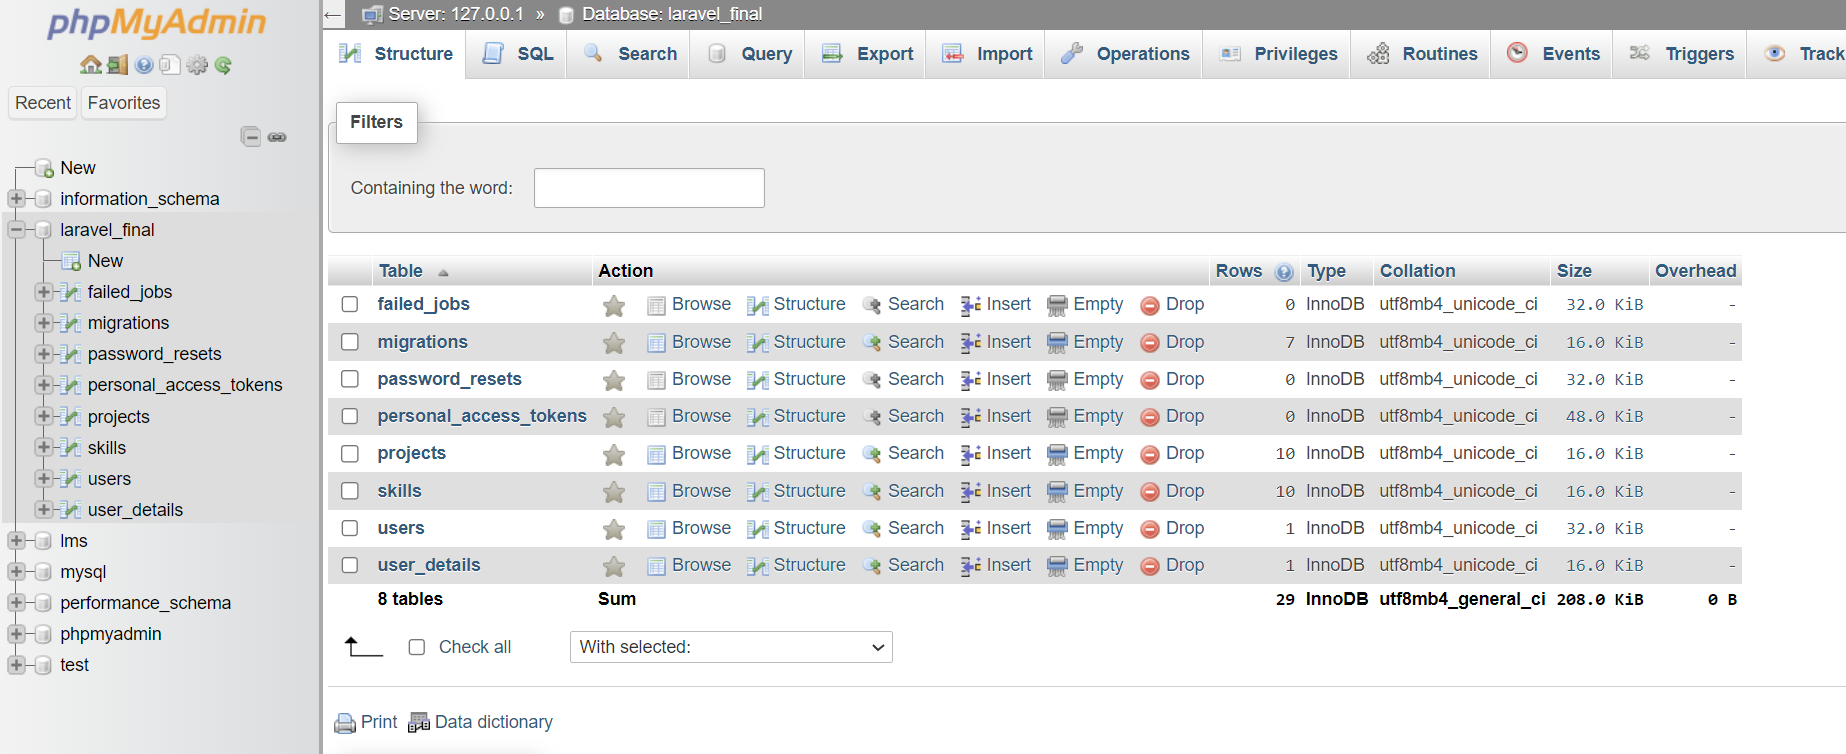 phpMyAdmin
Recent Favorites
New
information_schema
laravel_final
New
failed_jobs
migrations
password_resets
personal_access_tokens
projects
skills
users
user_details
lms
mysql
performance_schema
phpmyadmin
test
Server: 127.0.0.1 » Database: laravel_final
Structure SQL Search Query Export Import Operations Privileges Routines Events Triggers Track
Filters
Containing the word:
Table Action Rows Type Collation Size Overhead
failed_jobs Browse Structure Search Insert Empty Drop 0 InnoDB utf8mb4_unicode_ci 32.0 KiB -
migrations Browse Structure Search Insert Empty Drop 7 InnoDB utf8mb4_unicode_ci 16.0 KiB -
password_resets Browse Structure Search Insert Empty Drop 0 InnoDB utf8mb4_unicode_ci 32.0 KiB -
personal_access_tokens Browse Structure Search Insert Empty Drop 0 InnoDB utf8mb4_unicode_ci 48.0 KiB -
projects Browse Structure Search Insert Empty Drop 10 InnoDB utf8mb4_unicode_ci 16.0 KiB -
skills Browse Structure Search Insert Empty Drop 10 InnoDB utf8mb4_unicode_ci 16.0 KiB -
users Browse Structure Search Insert Empty Drop 1 InnoDB utf8mb4_unicode_ci 32.0 KiB -
user_details Browse Structure Search Insert Empty Drop 1 InnoDB utf8mb4_unicode_ci 16.0 KiB -
8 tables Sum 29 InnoDB utf8mb4_general_ci 208.0 KiB 0 B
Check all With selected:
Print Data dictionary